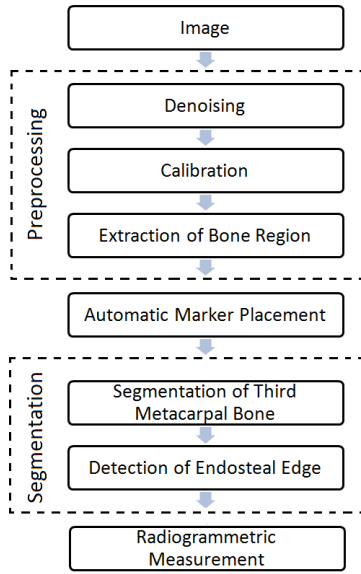 Image
Preprocessing
Denoising
Calibration
Extraction of Bone Region
Automatic Marker Placement
Segmentation
Segmentation of Third
Metacarpal Bone
Detection of Endosteal Edge
Radiogrammetric
Measurement